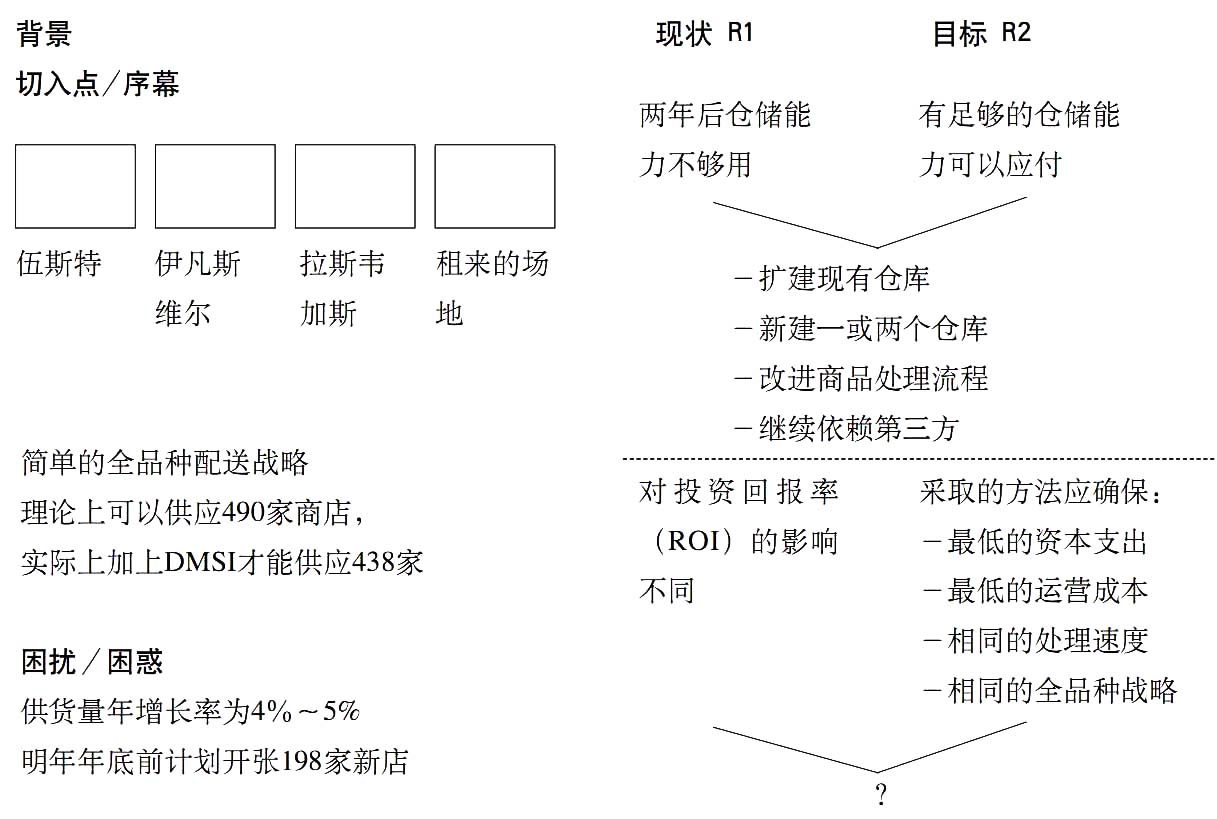 背景
切入点/序幕
伍斯特
伊凡斯
维尔
拉斯韦
加斯
租来的场
地
简单的全品种配送战略
理论上可以供应490家商店，
实际上加上DMSI才能供应438家
困扰/困惑
供货量年增长率为4%~5%
明年年底前计划开张198家新店
现状 R1
目标 R2
两年后仓储能
力不够用
有足够的仓储能
力可以应付
－扩建现有仓库
－新建一或两个仓库
－改进商品处理流程
－继续依赖第三方
对投资回报率
（ROI）的影响
不同
采取的方法应确保：
－最低的资本支出
－最低的运营成本
－相同的处理速度
－相同的全品种战略
？